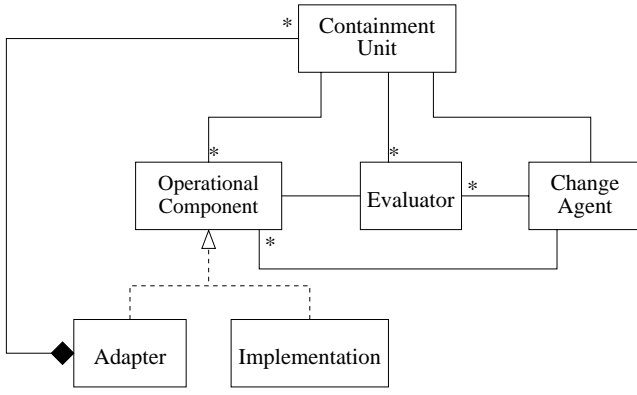 *
Containment
Unit
*
*
Operational
Component
Evaluator
*
Change
Agent
*
Adapter
Implementation